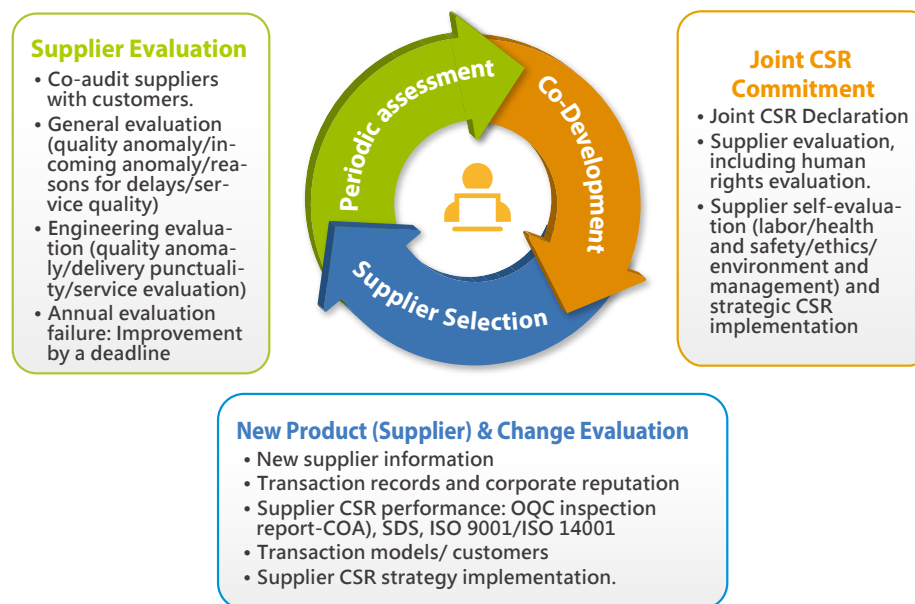 Supplier Evaluation
• Co-audit suppliers
with customers.
• General evaluation
(quality anomaly/in-
coming anomaly/rea-
sons for delays/ser-
vice quality)
• Engineering evalua-
tion (quality anoma-
ly/delivery punctuali-
ty/service evaluation)
• Annual evaluation
failure: Improvement
by a deadline
Periodic assessment
Co-Development
Supplier Selection
Joint CSR
Commitment
• Joint CSR Declaration
• Supplier evaluation,
including human
rights evaluation.
• Supplier self-evalua-
tion (labor/health
and safety/ethics/
environment and
management) and
strategic CSR
implementation
New Product (Supplier) & Change Evaluation
• New supplier information
• Transaction records and corporate reputation
• Supplier CSR performance: OQC inspection
report-COA), SDS, ISO 9001/ISO 14001
• Transaction models/ customers
• Supplier CSR strategy implementation.